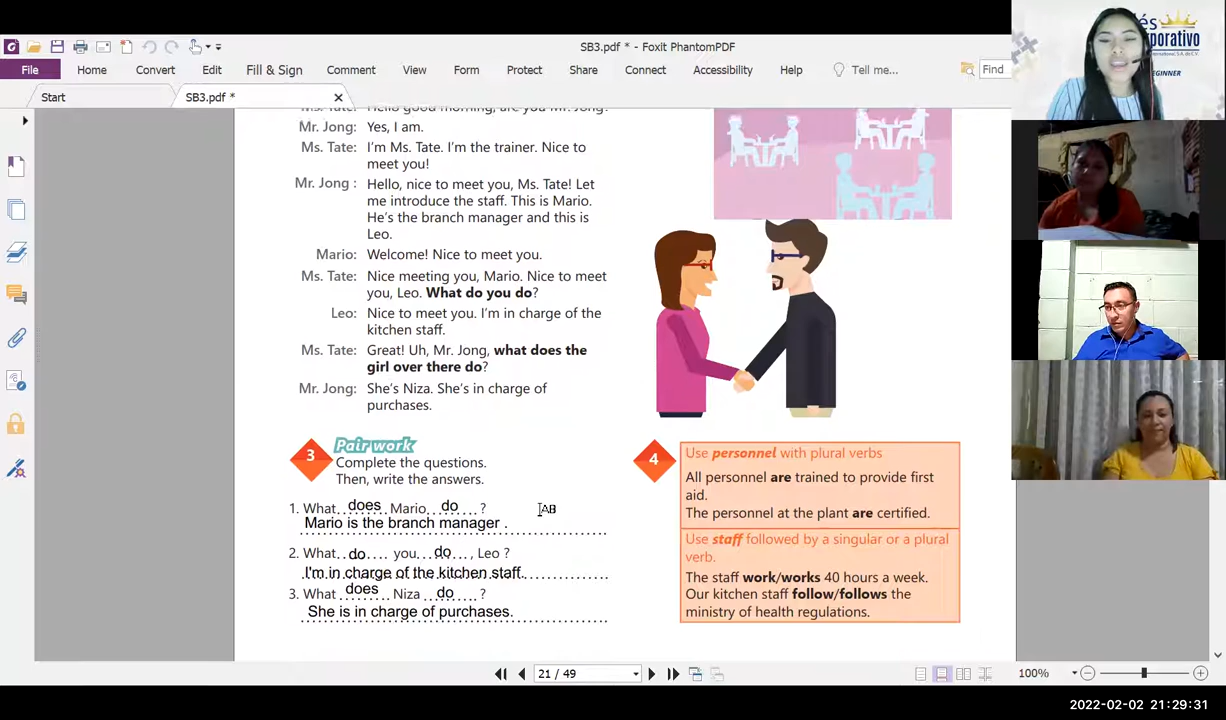 SB3.pdf * - Foxit PhantomPDF
File Home Convert Edit Fill & Sign Comment View Form Protect Share Connect Accessibility Help Tell me... Find
Start SB3.pdf *
Ms. Tate: Hello good morning, are you Mr. Jong?
Mr. Jong: Yes, I am.
Ms. Tate: I'm Ms. Tate. I'm the trainer. Nice to
meet you!
Mr. Jong : Hello, nice to meet you, Ms. Tate! Let
me introduce the staff. This is Mario.
He's the branch manager and this is
Leo.
Mario: Welcome! Nice to meet you.
Ms. Tate: Nice meeting you, Mario. Nice to meet
you, Leo. What do you do?
Leo: Nice to meet you. I'm in charge of the
kitchen staff.
Ms. Tate: Great! Uh, Mr. Jong, what does the
girl over there do?
Mr. Jong: She's Niza. She's in charge of
purchases.
3 Pair work
Complete the questions.
Then, write the answers.
1. What does Mario do ?
Mario is the branch manager .
2. What do you do , Leo ?
I'm in charge of the kitchen staff.
3. What does Niza do ?
She is in charge of purchases.
4 Use personnel with plural verbs
All personnel are trained to provide first
aid.
The personnel at the plant are certified.
Use staff followed by a singular or a plural
verb.
The staff work/works 40 hours a week.
Our kitchen staff follow/follows the
ministry of health regulations.
21 / 49
100%
2022-02-02 21:29:31